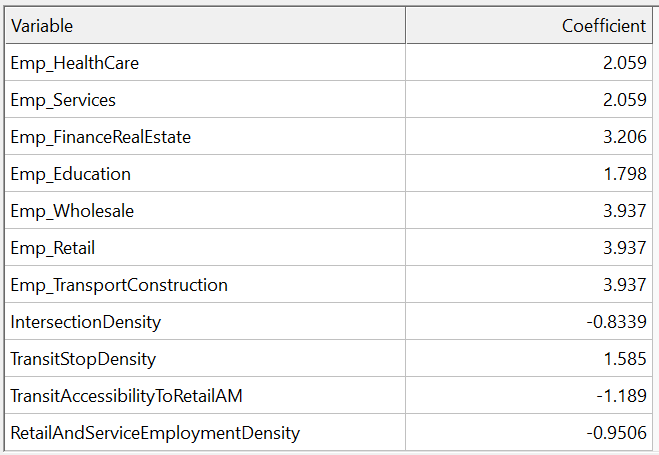 Variable Coefficient
Emp_HealthCare 2.059
Emp_Services 2.059
Emp_FinanceRealEstate 3.206
Emp_Education 1.798
Emp_Wholesale 3.937
Emp_Retail 3.937
Emp_TransportConstruction 3.937
IntersectionDensity -0.8339
TransitStopDensity 1.585
TransitAccessibilityToRetailAM -1.189
RetailAndServiceEmploymentDensity -0.9506